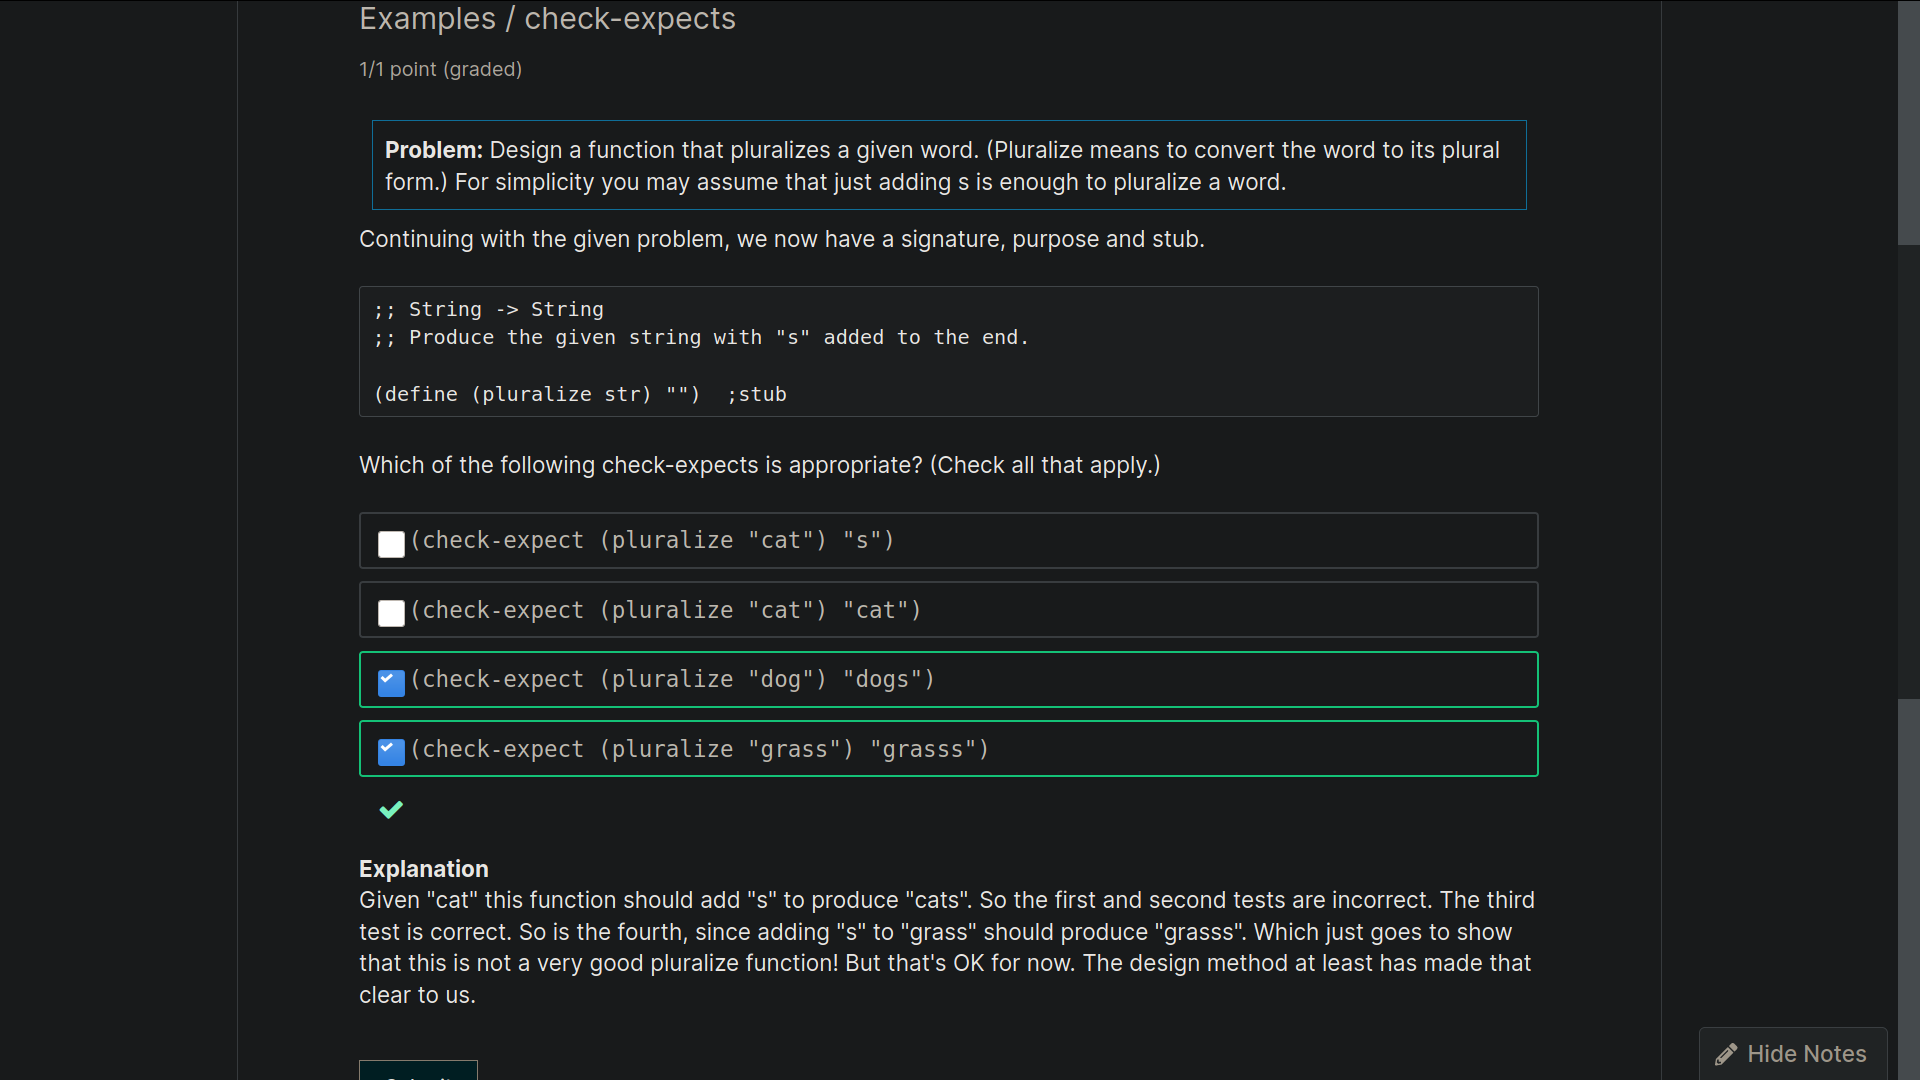 Examples / check-expects
1/1 point (graded)
Problem: Design a function that pluralizes a given word. (Pluralize means to convert the word to its plural
form.) For simplicity you may assume that just adding s is enough to pluralize a word.
Continuing with the given problem, we now have a signature, purpose and stub.
;; String -> String
;; Produce the given string with "s" added to the end.
(define (pluralize str) "")  ;stub
Which of the following check-expects is appropriate? (Check all that apply.)
(check-expect (pluralize "cat") "s")
(check-expect (pluralize "cat") "cat")
(check-expect (pluralize "dog") "dogs")
(check-expect (pluralize "grass") "grasss")
Explanation
Given "cat" this function should add "s" to produce "cats". So the first and second tests are incorrect. The third
test is correct. So is the fourth, since adding "s" to "grass" should produce "grasss". Which just goes to show
that this is not a very good pluralize function! But that's OK for now. The design method at least has made that
clear to us.
Hide Notes